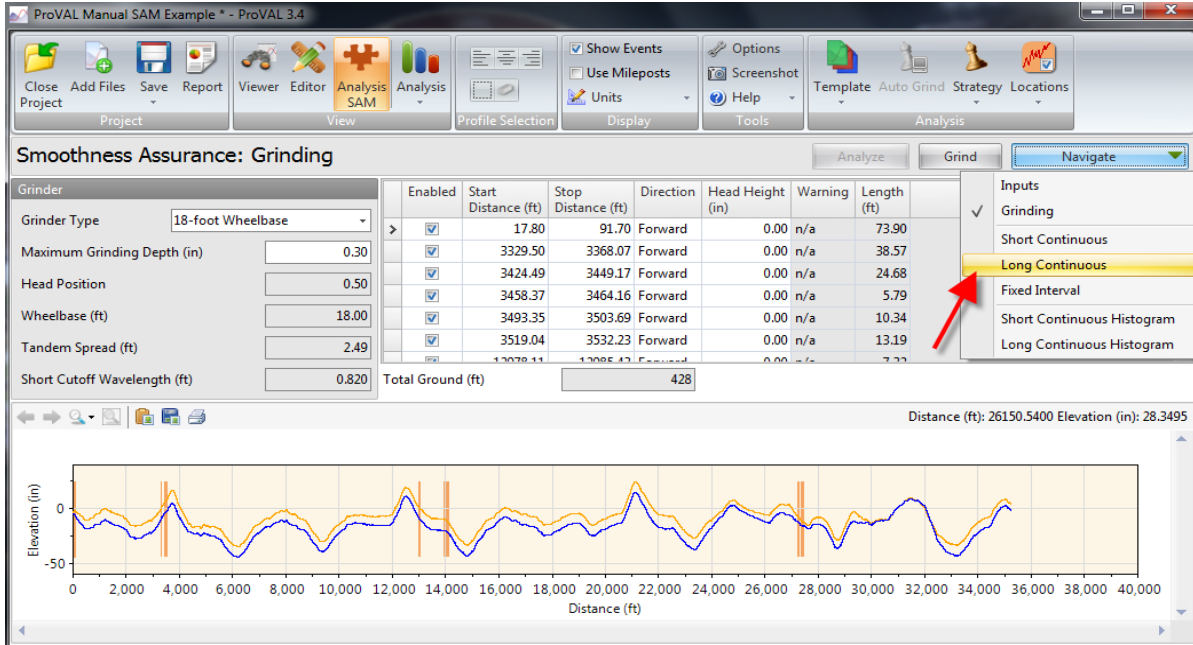 ProVAL Manual SAM Example * - ProVAL 3.4
Close Project
Add Files
Save
Report
Project
Viewer
Editor
Analysis SAM
Analysis
View
Profile Selection
Show Events
Use Mileposts
Units
Display
Options
Screenshot
Help
Tools
Template
Auto Grind
Strategy
Locations
Analysis
Smoothness Assurance: Grinding
Analyze
Grind
Navigate
Inputs
Grinding
Short Continuous
Long Continuous
Fixed Interval
Short Continuous Histogram
Long Continuous Histogram
Grinder
Grinder Type 18-foot Wheelbase
Maximum Grinding Depth (in) 0.30
Head Position 0.50
Wheelbase (ft) 18.00
Tandem Spread (ft) 2.49
Short Cutoff Wavelength (ft) 0.820
Enabled Start Distance (ft) Stop Distance (ft) Direction Head Height (in) Warning Length (ft)
17.80 91.70 Forward 0.00 n/a 73.90
3329.50 3368.07 Forward 0.00 n/a 38.57
3424.49 3449.17 Forward 0.00 n/a 24.68
3458.37 3464.16 Forward 0.00 n/a 5.79
3493.35 3503.69 Forward 0.00 n/a 10.34
3519.04 3532.23 Forward 0.00 n/a 13.19
Total Ground (ft) 428
Distance (ft): 26150.5400 Elevation (in): 28.3495
Elevation (in)
0
-50
0 2,000 4,000 6,000 8,000 10,000 12,000 14,000 16,000 18,000 20,000 22,000 24,000 26,000 28,000 30,000 32,000 34,000 36,000 38,000 40,000
Distance (ft)